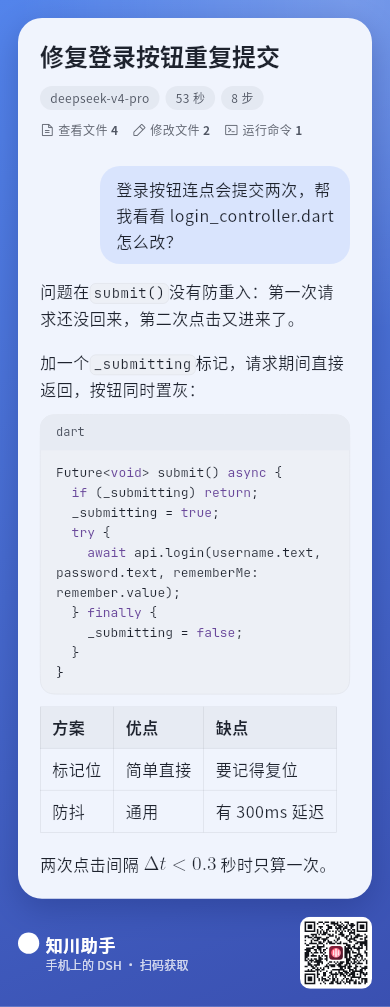 修复登录按钮重复提交
deepseek-v4-pro 53 秒 8 步
查看文件 4 修改文件 2 运行命令 1
登录按钮连点会提交两次，帮
我看看 login_controller.dart
怎么改？
问题在 submit() 没有防重入：第一次请
求还没回来，第二次点击又进来了。
加一个 _submitting 标记，请求期间直接
返回，按钮同时置灰：
dart
Future<void> submit() async {
  if (_submitting) return;
  _submitting = true;
  try {
    await api.login(username.text,
password.text, rememberMe:
remember.value);
  } finally {
    _submitting = false;
  }
}
方案 优点 缺点
标记位 简单直接 要记得复位
防抖 通用 有 300ms 延迟
两次点击间隔 Δt < 0.3 秒时只算一次。
知川助手
手机上的 DSH · 扫码获取